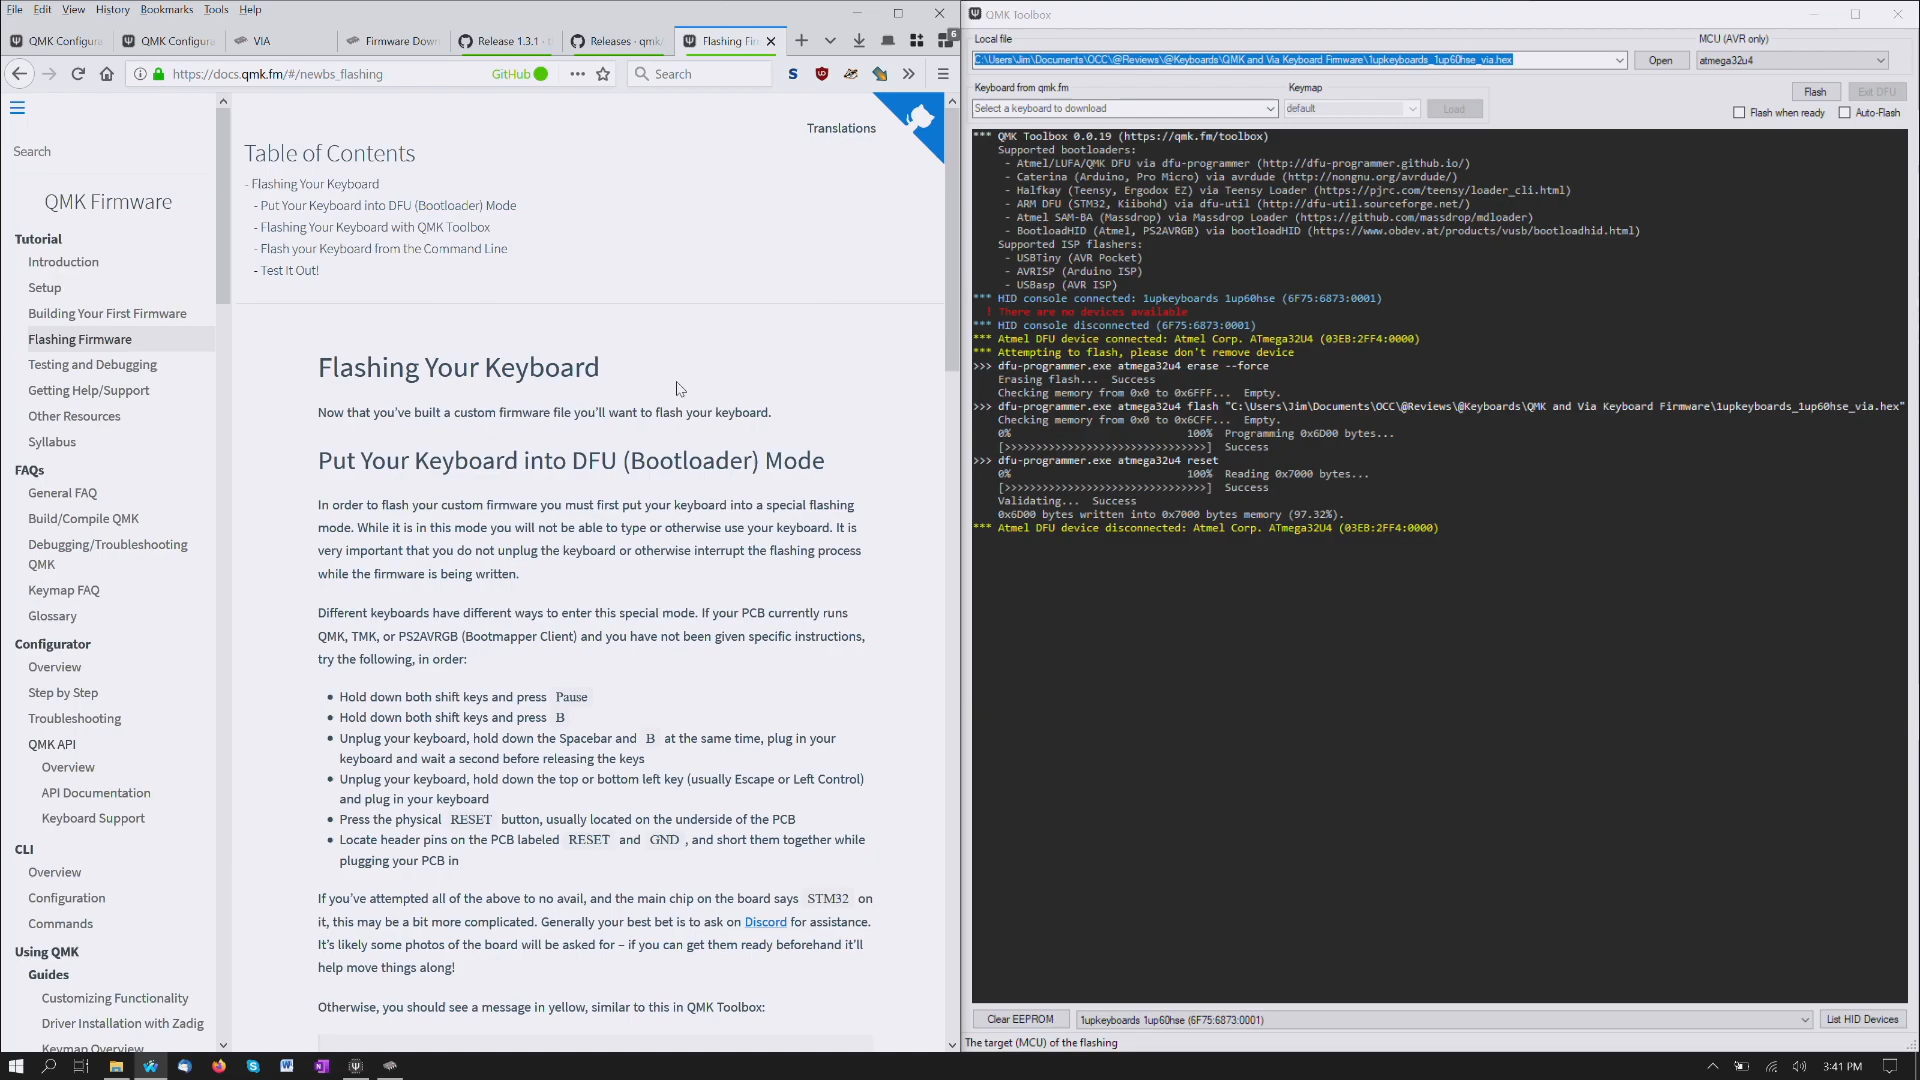 File Edit View History Bookmarks Tools Help
QMK Configura
QMK Configura
VIA
Firmware Down
Release 1.3.1 · t
Releases · qmk/
Flashing Fi
6
https://docs.qmk.fm/#/newbs_flashing
GitHub
Search
Search
QMK Firmware
Tutorial
Introduction
Setup
Building Your First Firmware
Flashing Firmware
Testing and Debugging
Getting Help/Support
Other Resources
Syllabus
FAQs
General FAQ
Build/Compile QMK
Debugging/Troubleshooting
QMK
Keymap FAQ
Glossary
Configurator
Overview
Step by Step
Troubleshooting
QMK API
Overview
API Documentation
Keyboard Support
CLI
Overview
Configuration
Commands
Using QMK
Guides
Customizing Functionality
Driver Installation with Zadig
Keymap Overview
Translations
Table of Contents
- Flashing Your Keyboard
- Put Your Keyboard into DFU (Bootloader) Mode
- Flashing Your Keyboard with QMK Toolbox
- Flash your Keyboard from the Command Line
- Test It Out!
Flashing Your Keyboard
Now that you've built a custom firmware file you'll want to flash your keyboard.
Put Your Keyboard into DFU (Bootloader) Mode
In order to flash your custom firmware you must first put your keyboard into a special flashing
mode. While it is in this mode you will not be able to type or otherwise use your keyboard. It is
very important that you do not unplug the keyboard or otherwise interrupt the flashing process
while the firmware is being written.
Different keyboards have different ways to enter this special mode. If your PCB currently runs
QMK, TMK, or PS2AVRGB (Bootmapper Client) and you have not been given specific instructions,
try the following, in order:
• Hold down both shift keys and press Pause
• Hold down both shift keys and press B
• Unplug your keyboard, hold down the Spacebar and B at the same time, plug in your
keyboard and wait a second before releasing the keys
• Unplug your keyboard, hold down the top or bottom left key (usually Escape or Left Control)
and plug in your keyboard
• Press the physical RESET button, usually located on the underside of the PCB
• Locate header pins on the PCB labeled RESET and GND , and short them together while
plugging your PCB in
If you've attempted all of the above to no avail, and the main chip on the board says STM32 on
it, this may be a bit more complicated. Generally your best bet is to ask on Discord for assistance.
It's likely some photos of the board will be asked for – if you can get them ready beforehand it'll
help move things along!
Otherwise, you should see a message in yellow, similar to this in QMK Toolbox:
QMK Toolbox
Local file
MCU (AVR only)
C:\Users\Jim\Documents\OCC\@Reviews\@Keyboards\QMK and Via Keyboard Firmware\1upkeyboards_1up60hse_via.hex
Open
atmega32u4
Keyboard from qmk.fm
Keymap
Select a keyboard to download
default
Load
Flash
Exit DFU
Flash when ready
Auto-Flash
*** QMK Toolbox 0.0.19 (https://qmk.fm/toolbox)
Supported bootloaders:
- Atmel/LUFA/QMK DFU via dfu-programmer (http://dfu-programmer.github.io/)
- Caterina (Arduino, Pro Micro) via avrdude (http://nongnu.org/avrdude/)
- Halfkay (Teensy, Ergodox EZ) via Teensy Loader (https://pjrc.com/teensy/loader_cli.html)
- ARM DFU (STM32, Kiibohd) via dfu-util (http://dfu-util.sourceforge.net/)
- Atmel SAM-BA (Massdrop) via Massdrop Loader (https://github.com/massdrop/mdloader)
- BootloadHID (Atmel, PS2AVRGB) via bootloadHID (https://www.obdev.at/products/vusb/bootloadhid.html)
Supported ISP flashers:
- USBTiny (AVR Pocket)
- AVRISP (Arduino ISP)
- USBasp (AVR ISP)
*** HID console connected: 1upkeyboards 1up60hse (6F75:6873:0001)
! There are no devices available
*** HID console disconnected (6F75:6873:0001)
*** Atmel DFU device connected: Atmel Corp. ATmega32U4 (03EB:2FF4:0000)
*** Attempting to flash, please don't remove device
>>> dfu-programmer.exe atmega32u4 erase --force
Erasing flash... Success
Checking memory from 0x0 to 0x6FFF... Empty.
>>> dfu-programmer.exe atmega32u4 flash "C:\Users\Jim\Documents\OCC\@Reviews\@Keyboards\QMK and Via Keyboard Firmware\1upkeyboards_1up60hse_via.hex"
Checking memory from 0x0 to 0x6CFF... Empty.
0% 100% Programming 0x6D00 bytes...
[>>>>>>>>>>>>>>>>>>>>>>>>>>>>>>>>] Success
>>> dfu-programmer.exe atmega32u4 reset
0% 100% Reading 0x7000 bytes...
[>>>>>>>>>>>>>>>>>>>>>>>>>>>>>>>>] Success
Validating... Success
0x6D00 bytes written into 0x7000 bytes memory (97.32%).
*** Atmel DFU device disconnected: Atmel Corp. ATmega32U4 (03EB:2FF4:0000)
Clear EEPROM
1upkeyboards 1up60hse (6F75:6873:0001)
List HID Devices
The target (MCU) of the flashing
3:41 PM